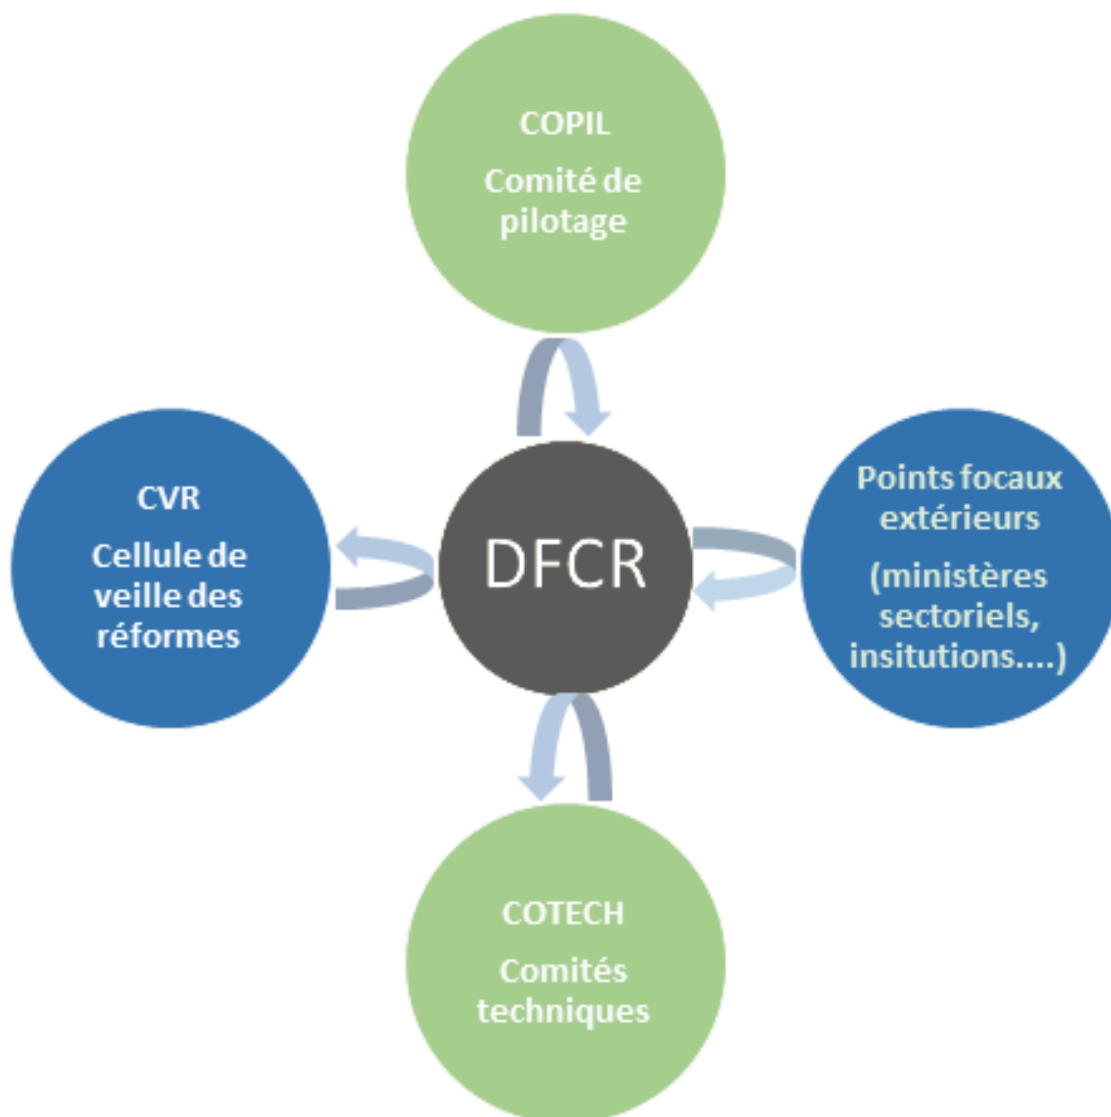 COPIL
Comité de
pilotage
CVR
Cellule de
veille des
réformes
DFCR
Points focaux
extérieurs
(ministères
sectoriels,
insitutions....)
COTECH
Comités
techniques